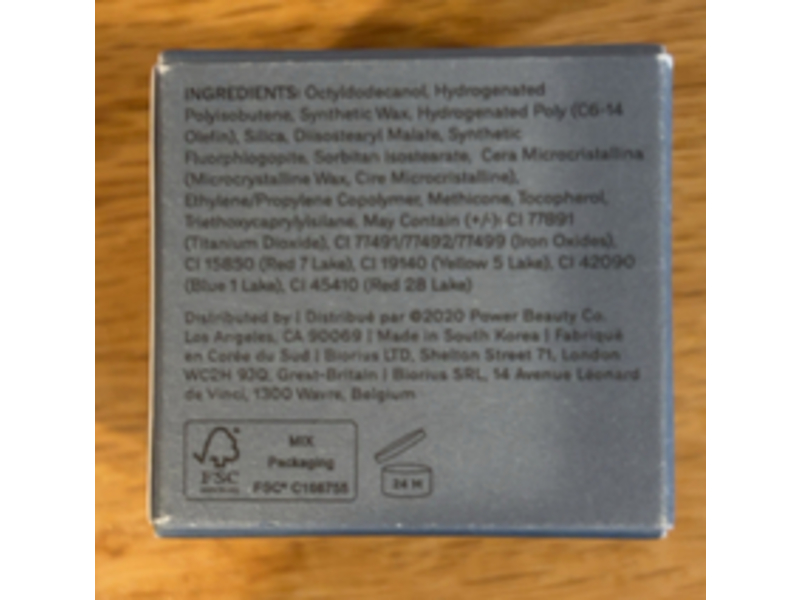 INGREDIENTS: Octyldodecanol, Hydrogenated
Polyisobutene, Synthetic Wax, Hydrogenated Poly (C6-14
Olefin), Silica, Diisostearyl Malate, Synthetic
Fluorphlogopite, Sorbitan Isostearate, Cera Microcristallina
(Microcrystalline Wax, Cire Microcristalline),
Ethylene/Propylene Copolymer, Methicone, Tocopherol,
Triethoxycaprylylsilane, May Contain (+/-): CI 77891
(Titanium Dioxide), CI 77491/77492/77499 (Iron Oxides),
CI 15850 (Red 7 Lake), CI 19140 (Yellow 5 Lake), CI 42090
(Blue 1 Lake), CI 45410 (Red 28 Lake)
Distributed by | Distribué par ©2020 Power Beauty Co.
Los Angeles, CA 90069 | Made in South Korea | Fabriqué
en Corée du Sud | Biorius LTD, Shelton Street 71, London
WC2H 9JQ, Great-Britain | Biorius SRL, 14 Avenue Léonard
de Vinci, 1300 Wavre, Belgium
MIX
Packaging
FSC
FSC® C156755
24 M